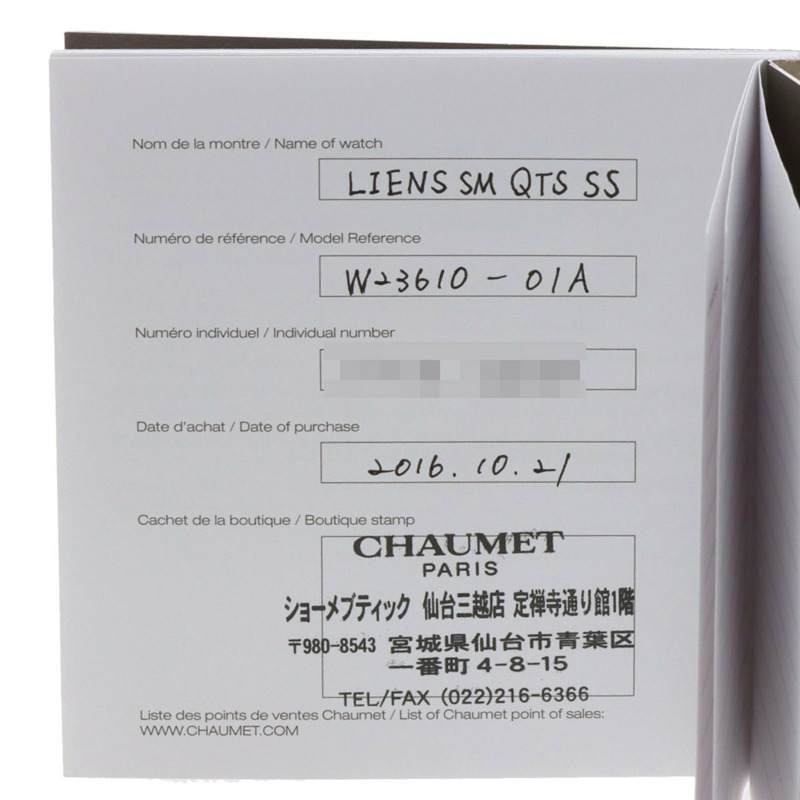 Nom de la montre / Name of watch
LIENS SM QTS SS
Numéro de référence / Model Reference
W23610-01A
Numéro individuel / Individual number
Date d'achat / Date of purchase
2016.10.21
Cachet de la boutique / Boutique stamp
CHAUMET
PARIS
ショーメブティック 仙台三越店 定禅寺通り館1階
〒980-8543 宮城県仙台市青葉区
一番町4-8-15
TEL/FAX (022)216-6366
Liste des points de ventes Chaumet / List of Chaumet point of sales:
WWW.CHAUMET.COM